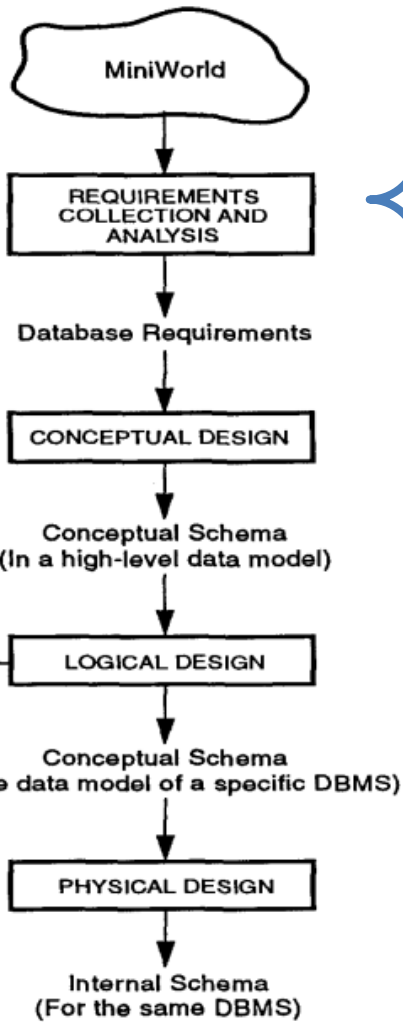 MiniWorld
REQUIREMENTS
COLLECTION AND
ANALYSIS
Database Requirements
CONCEPTUAL DESIGN
Conceptual Schema
(In a high-level data model)
LOGICAL DESIGN
Conceptual Schema
data model of a specific DBMS)
PHYSICAL DESIGN
Internal Schema
(For the same DBMS)